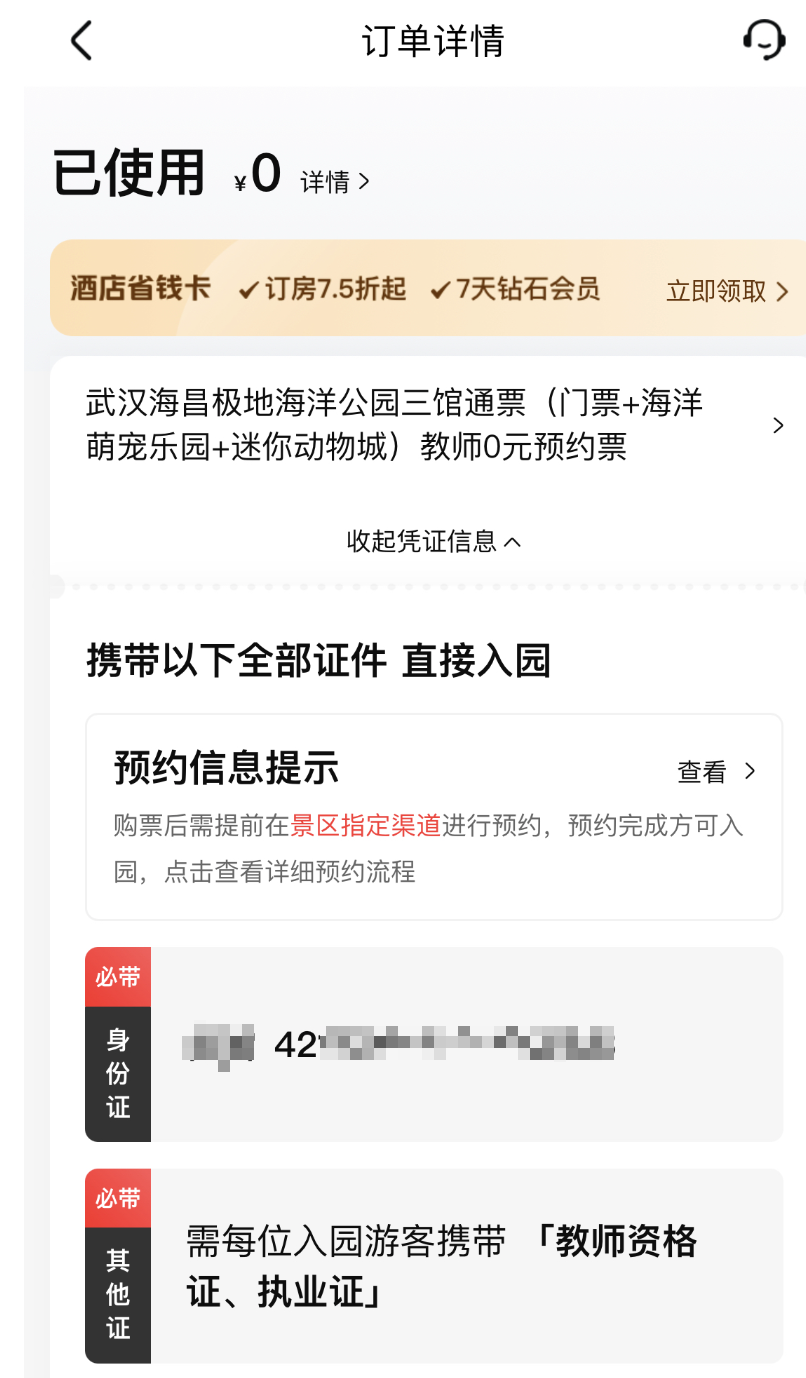 订单详情
已使用 ¥0 详情
酒店省钱卡 订房7.5折起 7天钻石会员 立即领取
武汉海昌极地海洋公园三馆通票（门票+海洋
萌宠乐园+迷你动物城）教师0元预约票
收起凭证信息
携带以下全部证件 直接入园
预约信息提示 查看
购票后需提前在景区指定渠道进行预约，预约完成方可入
园，点击查看详细预约流程
必带
身份证
42
必带
其他证
需每位入园游客携带 「教师资格
证、执业证」